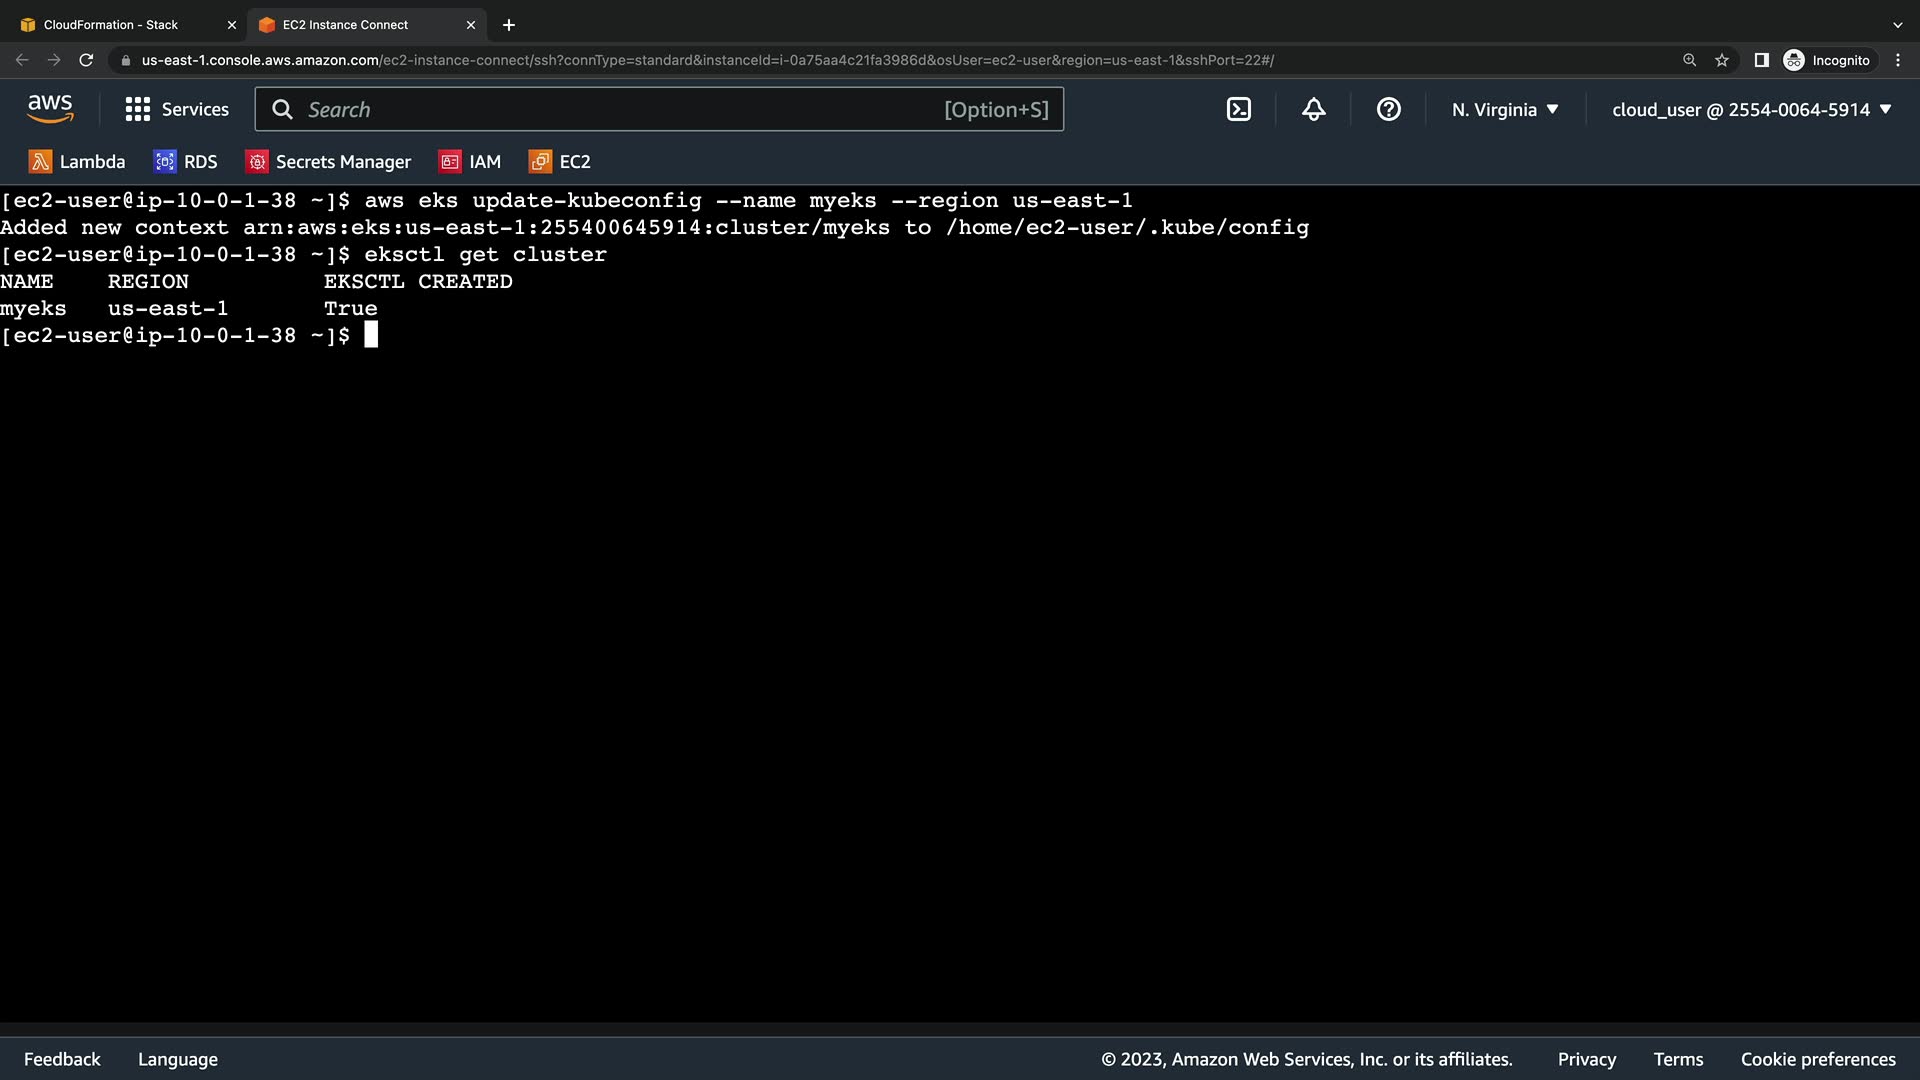 CloudFormation - Stack
EC2 Instance Connect
us-east-1.console.aws.amazon.com/ec2-instance-connect/ssh?connType=standard&instanceId=i-0a75aa4c21fa3986d&osUser=ec2-user&region=us-east-1&sshPort=22#/
Incognito
aws
Services
Search
[Option+S]
N. Virginia
cloud_user @ 2554-0064-5914
Lambda
RDS
Secrets Manager
IAM
EC2
[ec2-user@ip-10-0-1-38 ~]$ aws eks update-kubeconfig --name myeks --region us-east-1
Added new context arn:aws:eks:us-east-1:255400645914:cluster/myeks to /home/ec2-user/.kube/config
[ec2-user@ip-10-0-1-38 ~]$ eksctl get cluster
NAME REGION EKSCTL CREATED
myeks us-east-1 True
[ec2-user@ip-10-0-1-38 ~]$
Feedback
Language
© 2023, Amazon Web Services, Inc. or its affiliates.
Privacy
Terms
Cookie preferences